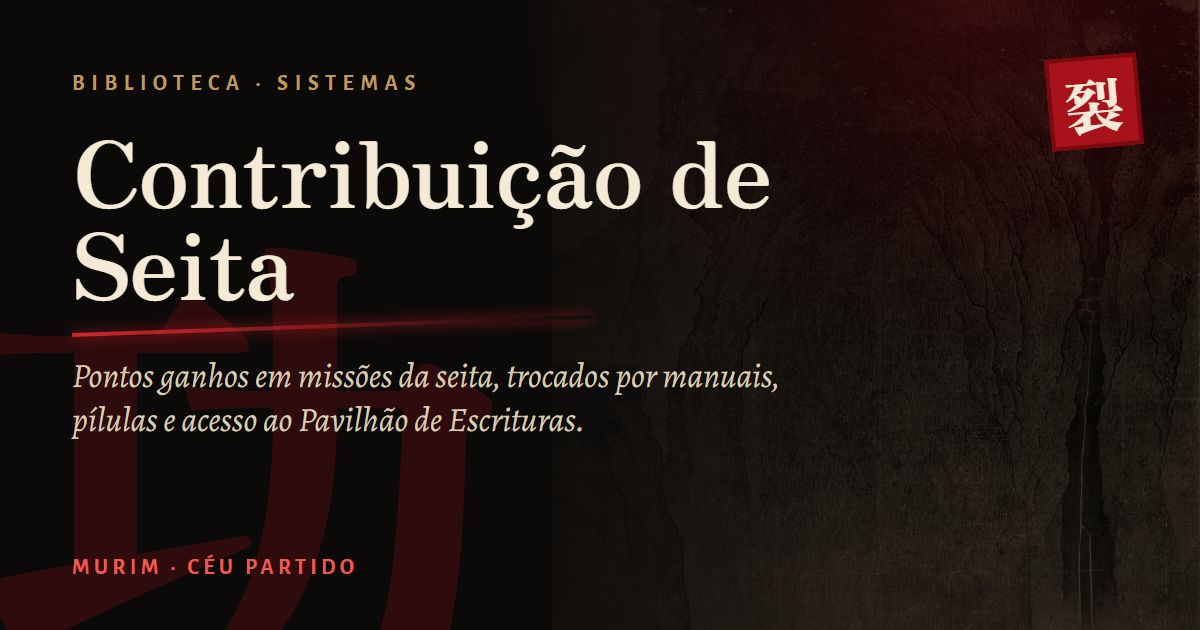 BIBLIOTECA · SISTEMAS
裂
Contribuição de
Seita
功
Pontos ganhos em missões da seita, trocados por manuais,
pílulas e acesso ao Pavilhão de Escrituras.
MURIM · CÉU PARTIDO